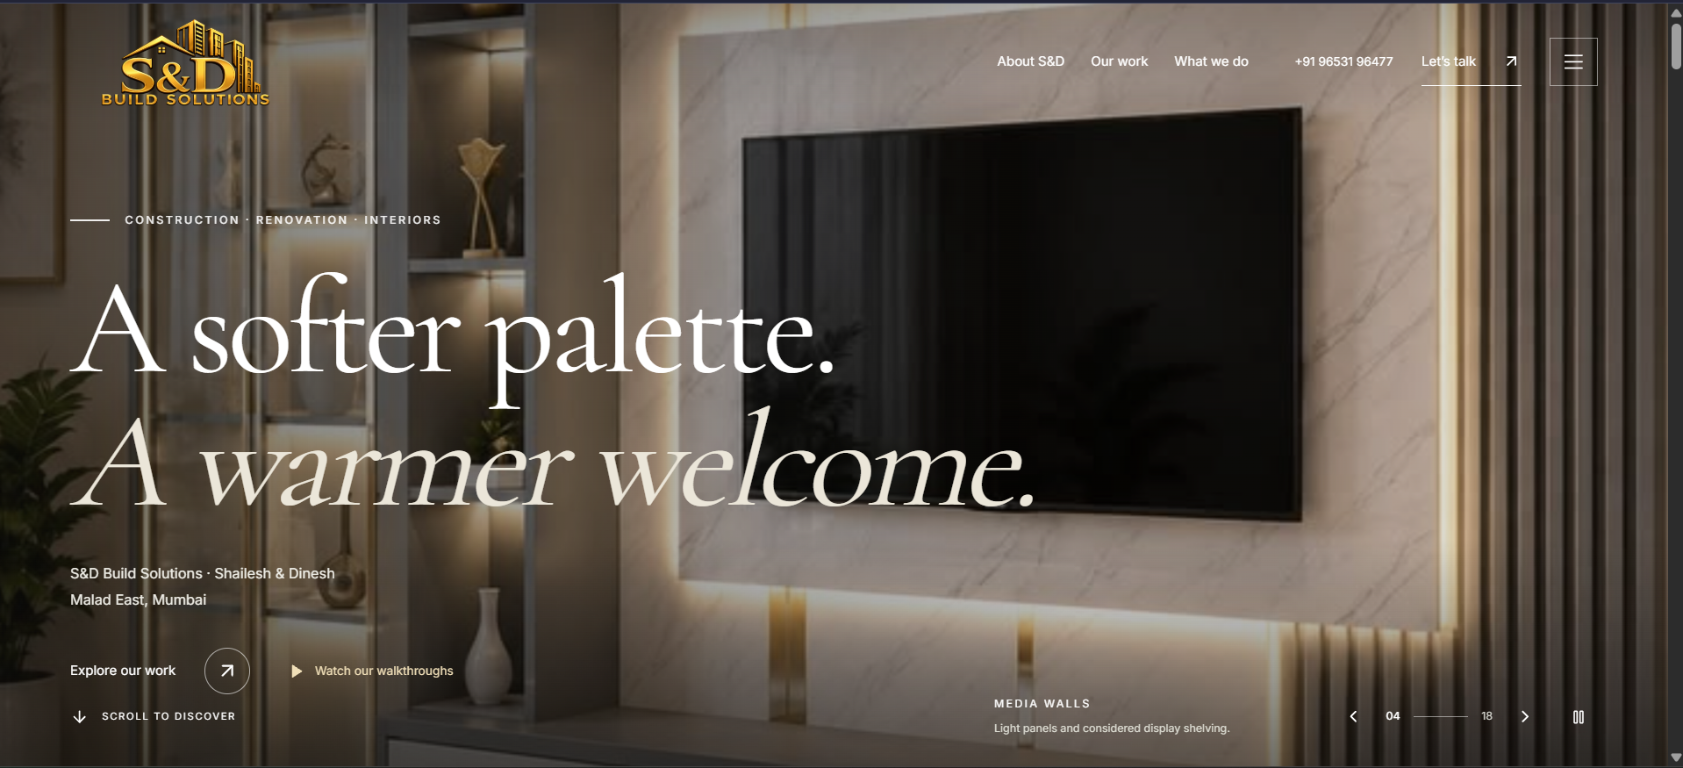 S&D
BUILD SOLUTIONS
About S&D
Our work
What we do
+91 96531 96477
Let's talk
CONSTRUCTION · RENOVATION · INTERIORS
A softer palette.
A warmer welcome.
S&D Build Solutions · Shailesh & Dinesh
Malad East, Mumbai
Explore our work
Watch our walkthroughs
SCROLL TO DISCOVER
MEDIA WALLS
Light panels and considered display shelving.
04
18